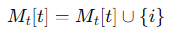 M_t[t] = M_t[t] ∪ {i}